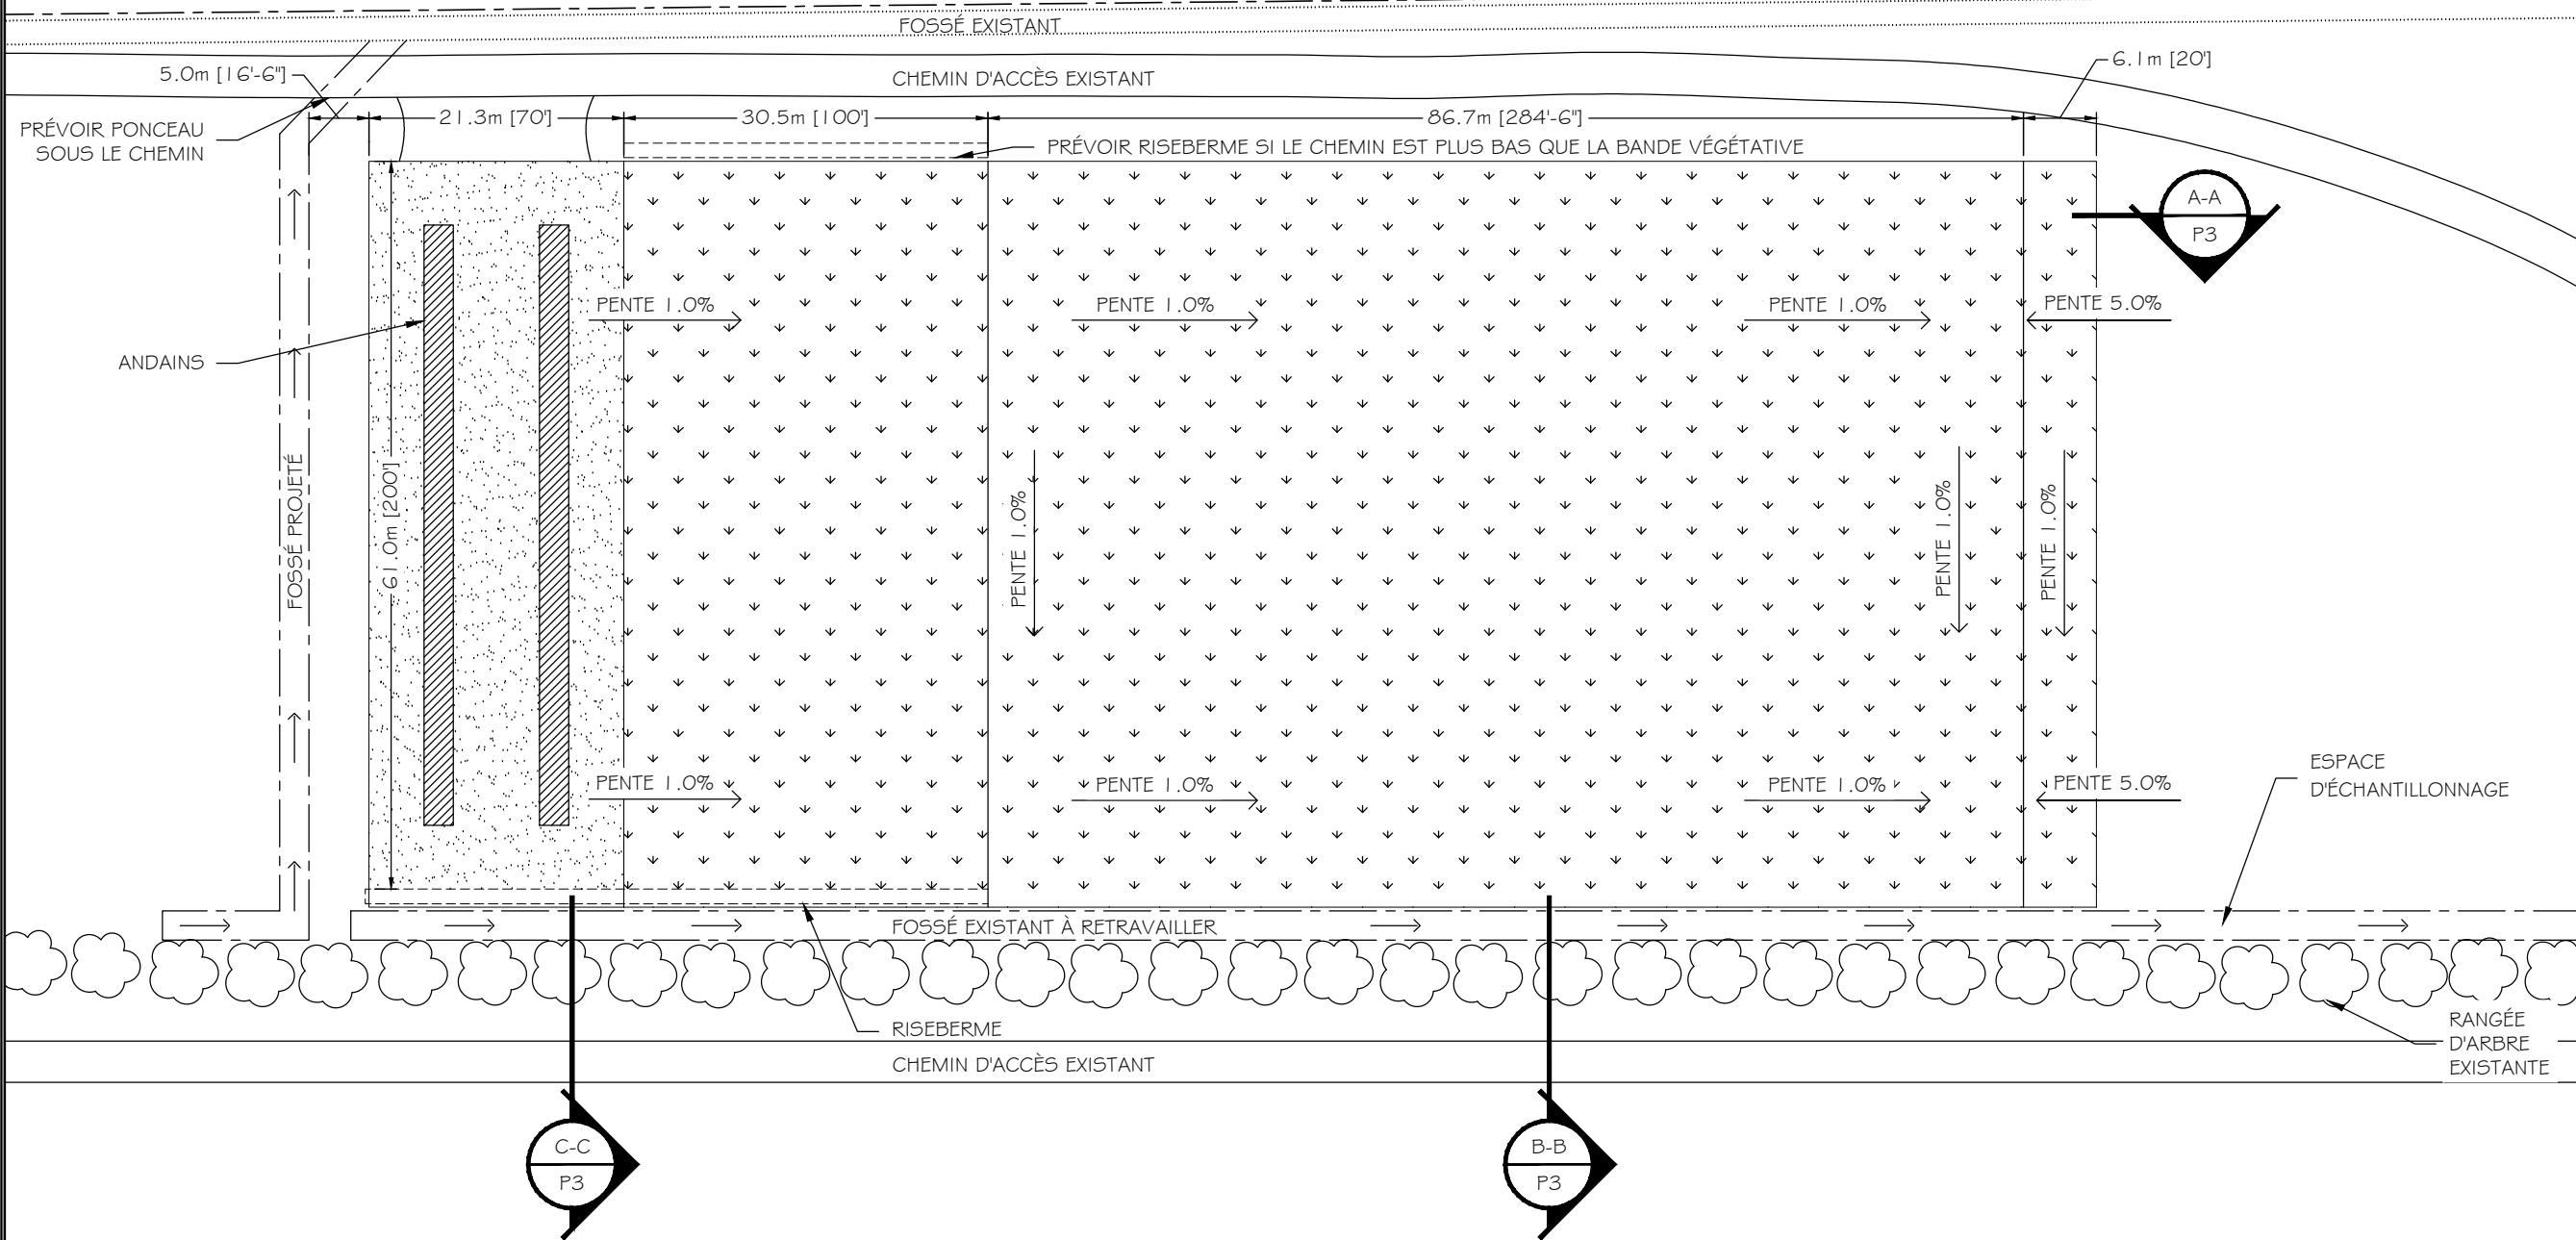 FOSSÉ EXISTANT
5.0m [16'-6"]
CHEMIN D'ACCÈS EXISTANT
6.1m [20']
PRÉVOIR PONCEAU
SOUS LE CHEMIN
21.3m [70']
30.5m [100']
86.7m [284'-6"]
PRÉVOIR RISEBERME SI LE CHEMIN EST PLUS BAS QUE LA BANDE VÉGÉTATIVE
A-A
P3
PENTE 1.0%
PENTE 1.0%
PENTE 1.0%
PENTE 5.0%
ANDAINS
FOSSÉ PROJETÉ
61.0m [200']
PENTE 1.0%
PENTE 1.0%
PENTE 1.0%
PENTE 1.0%
PENTE 1.0%
PENTE 1.0%
PENTE 5.0%
ESPACE
D'ÉCHANTILLONNAGE
FOSSÉ EXISTANT À RETRAVAILLER
RISEBERME
RANGÉE
D'ARBRE
EXISTANTE
CHEMIN D'ACCÈS EXISTANT
C-C
P3
B-B
P3